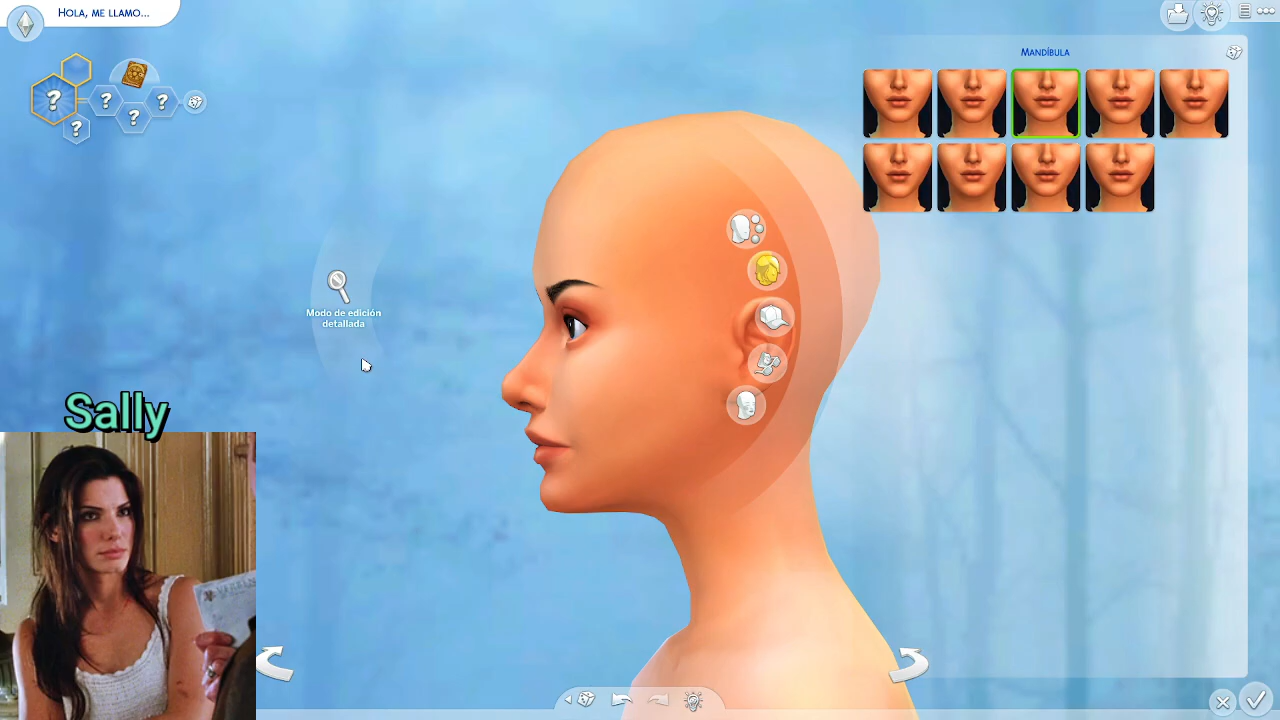 HOLA, ME LLAMO...
MANDÍBULA
?
?
?
?
?
Modo de edición
detallada
Sally